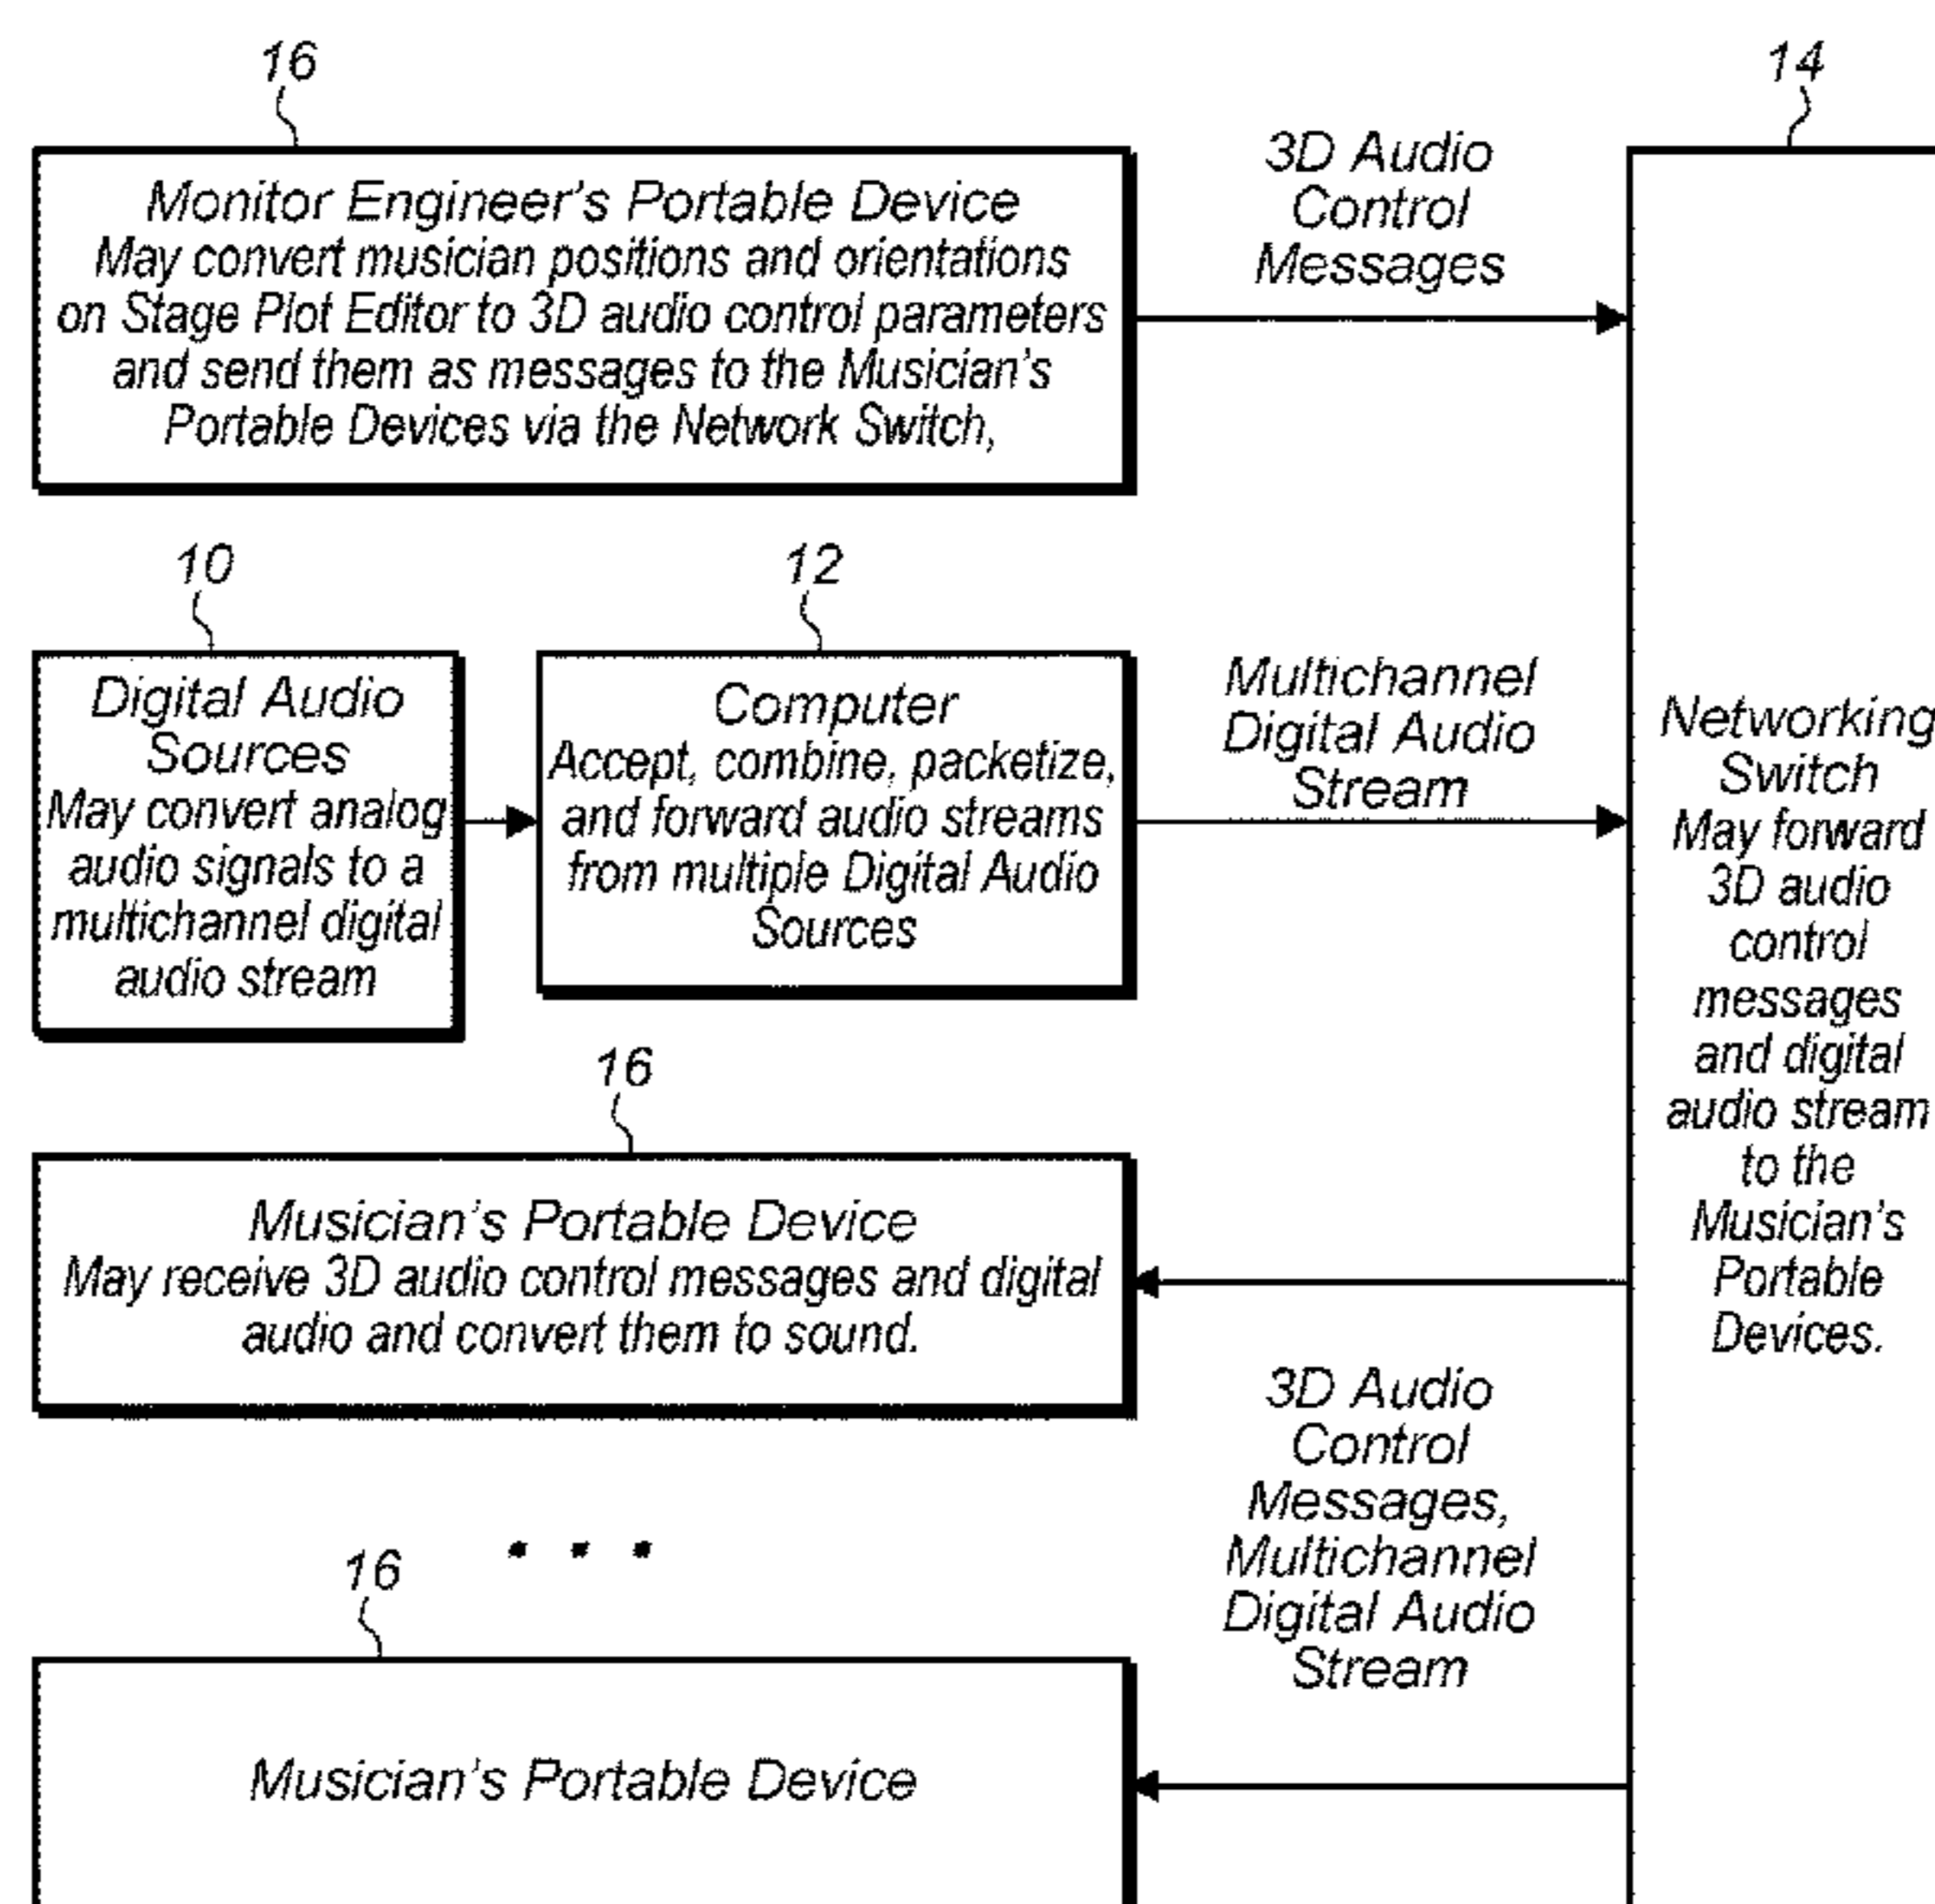 16
14
Monitor Engineer's Portable Device
May convert musician positions and orientations
on Stage Plot Editor to 3D audio control parameters
and send them as messages to the Musician's
Portable Devices via the Network Switch,
3D Audio
Control
Messages
10
12
Digital Audio
Sources
May convert analog
audio signals to a
multichannel digital
audio stream
Computer
Accept, combine, packetize,
and forward audio streams
from multiple Digital Audio
Sources
Multichannel
Digital Audio
Stream
Networking
Switch
May forward
3D audio
control
messages
and digital
audio stream
to the
Musician's
Portable
Devices.
16
Musician's Portable Device
May receive 3D audio control messages and digital
audio and convert them to sound.
3D Audio
Control
Messages,
Multichannel
Digital Audio
Stream
. . .
16
Musician's Portable Device